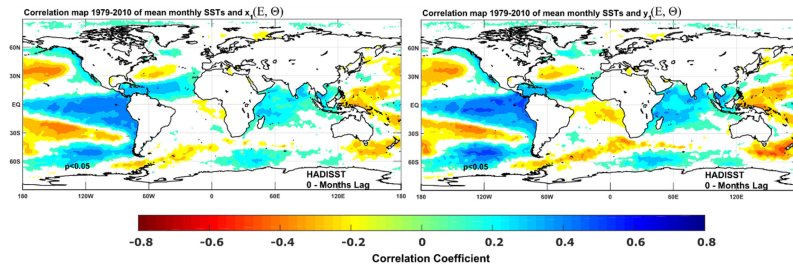 Correlation map 1979-2010 of mean monthly SSTs and x₁(E, Θ)
60N
30N
EQ
30S
60S
p<0.05
HADISST
0 - Months Lag
180 120W 60W 0 60E 120E 180
Correlation map 1979-2010 of mean monthly SSTs and y₁(E, Θ)
60N
30N
EQ
30S
60S
p<0.05
HADISST
0 - Months Lag
180 120W 60W 0 60E 120E 180
-0.8 -0.6 -0.4 -0.2 0 0.2 0.4 0.6 0.8
Correlation Coefficient